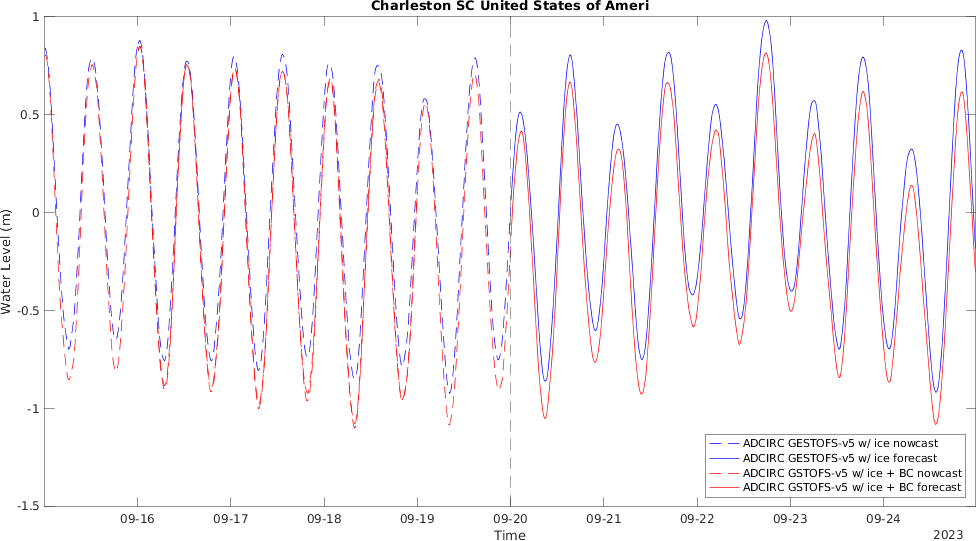 Charleston SC United States of Ameri
1
0.5
0
-0.5
-1
-1.5
Water Level (m)
09-16 09-17 09-18 09-19 09-20 09-21 09-22 09-23 09-24
Time
2023
ADCIRC GESTOFS-v5 w/ ice nowcast
ADCIRC GESTOFS-v5 w/ ice forecast
ADCIRC GSTOFS-v5 w/ ice + BC nowcast
ADCIRC GSTOFS-v5 w/ ice + BC forecast